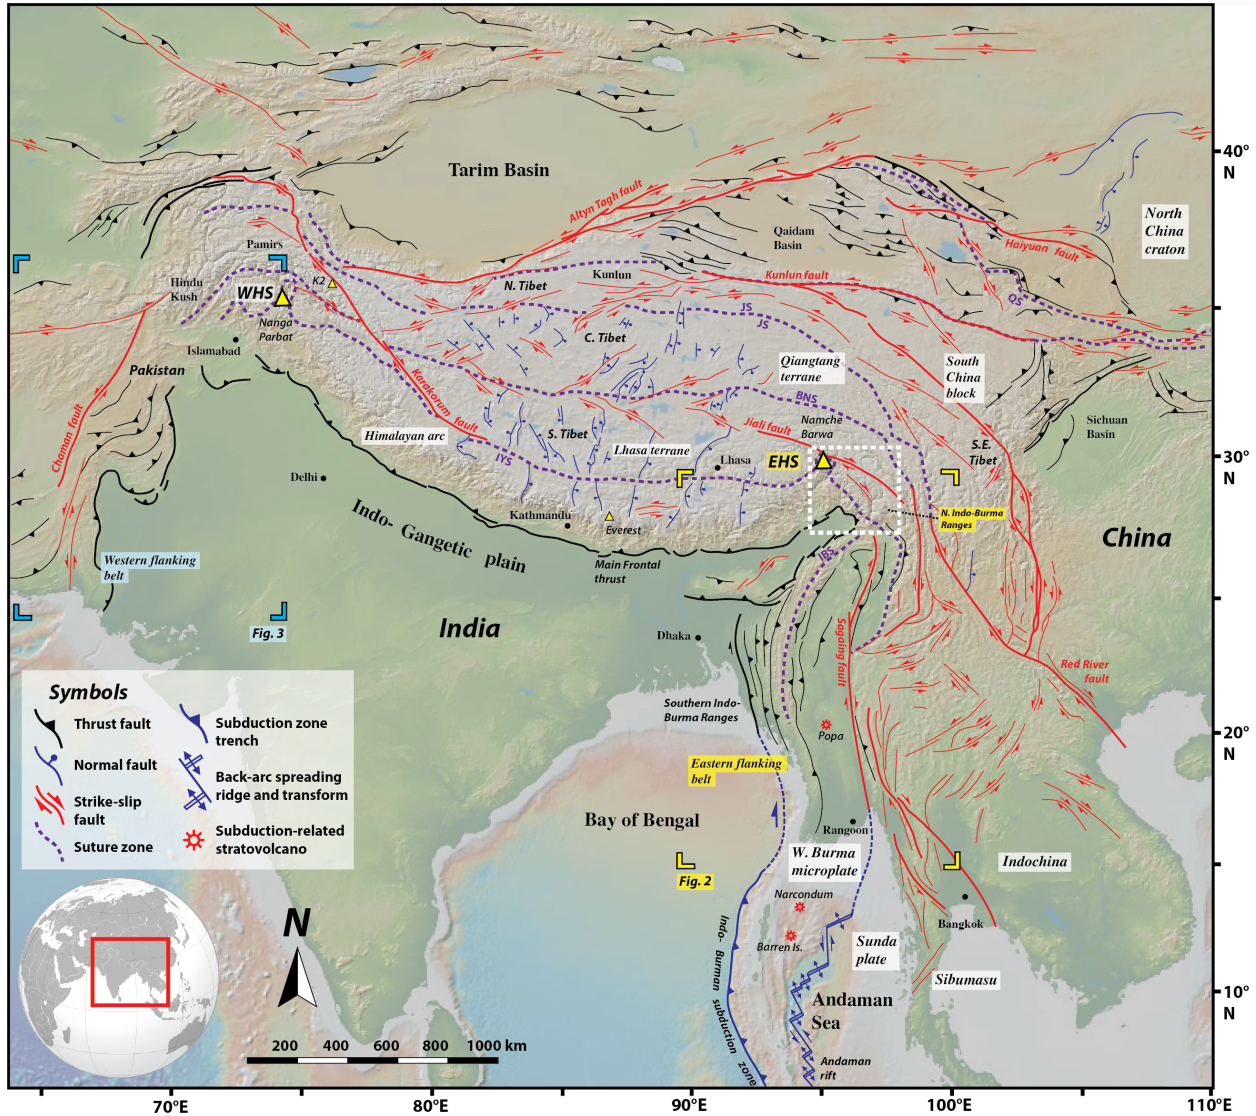 Tarim Basin
Altyn Tagh fault
40°
N
North
China
craton
Qaidam
Basin
Haiyuan fault
Pamirs
Kunlun
Kunlun fault
K2
N. Tibet
Hindu
Kush
WHS
QS
JS
JS
Nanga
Parbat
C. Tibet
Islamabad
Qiangtang
terrane
South
China
block
Pakistan
Karakorum fault
BNS
Chaman fault
Namche
Barwa
Sichuan
Basin
Jiali fault
Himalayan arc
S. Tibet
Lhasa terrane
S.E.
Tibet
IYS
Lhasa
EHS
30°
N
Delhi
Kathmandu
Everest
N. Indo-Burma
Ranges
Indo- Gangetic plain
China
Main Frontal
thrust
IBS
Western flanking
belt
Fig. 3
India
Dhaka
Sagaing fault
Red River
fault
Symbols
Thrust fault
Normal fault
Strike-slip
fault
Suture zone
Subduction zone
trench
Back-arc spreading
ridge and transform
Subduction-related
stratovolcano
Southern Indo-
Burma Ranges
Popa
20°
N
Eastern flanking
belt
Bay of Bengal
Rangoon
W. Burma
microplate
Indochina
Fig. 2
Narcondum
Bangkok
Barren Is.
Sunda
plate
Indo- Burman subduction zone
Sibumasu
Andaman
Sea
10°
N
N
200 400 600 800 1000 km
Andaman
rift
70°E 80°E 90°E 100°E 110°E